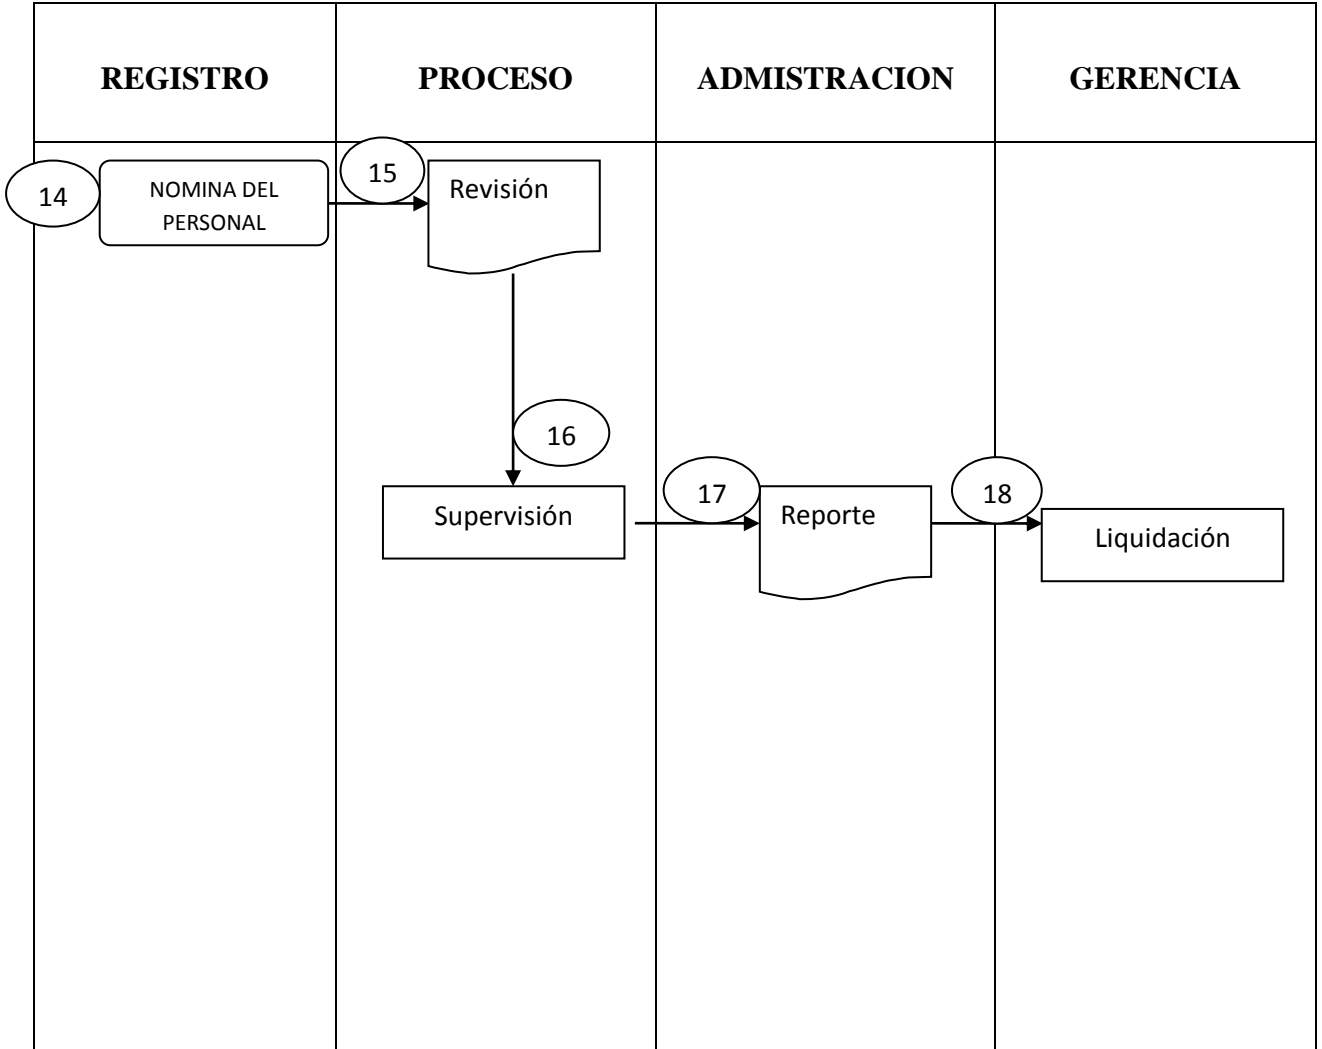 REGISTRO
PROCESO
ADMISTRACION
GERENCIA
14
NOMINA DEL
PERSONAL
15
Revisión
16
Supervisión
17
Reporte
18
Liquidación